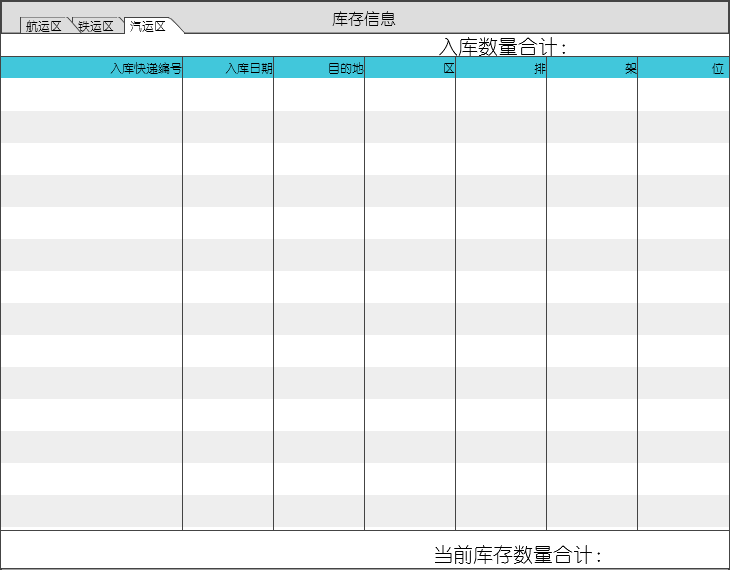 库存信息
航运区 铁运区 汽运区
入库数量合计：
入库快递编号 入库日期 目的地 区 排 架 位
当前库存数量合计：